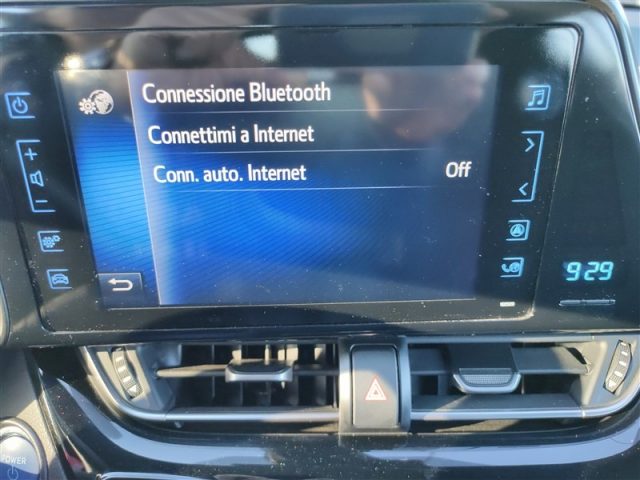 Connessione Bluetooth
Connettimi a Internet
Conn. auto. Internet Off
9:29
POWER